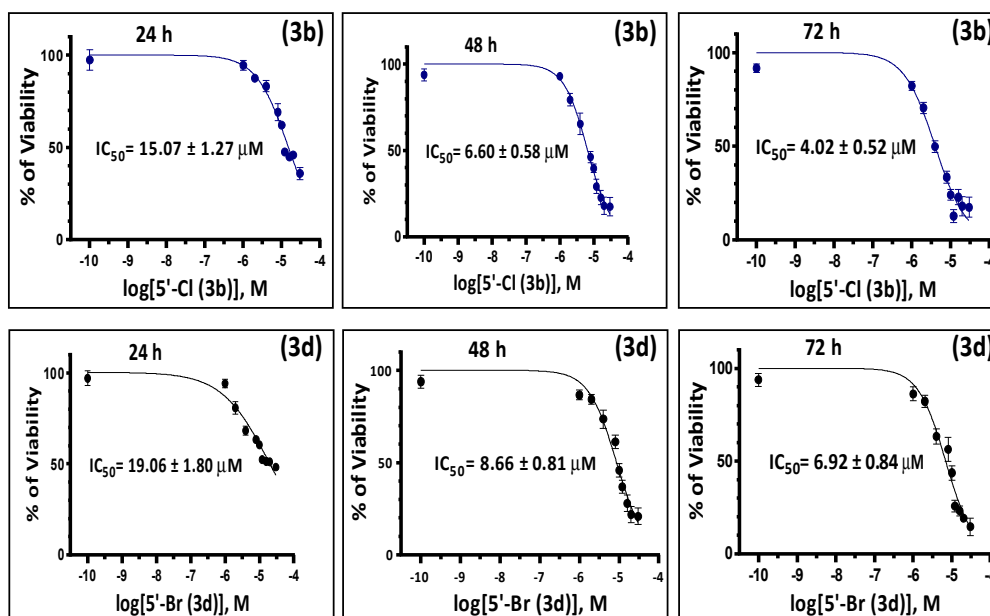 24 h
(3b)
% of Viability
100
50
0
IC50= 15.07 ± 1.27 μM
-10 -9 -8 -7 -6 -5 -4
log[5'-Cl (3b)], M
48 h
(3b)
% of Viability
100
50
0
IC50= 6.60 ± 0.58 μM
-10 -9 -8 -7 -6 -5 -4
log[5'-Cl (3b)], M
72 h
(3b)
% of Viability
100
50
0
IC50= 4.02 ± 0.52 μM
-10 -9 -8 -7 -6 -5 -4
log[5'-Cl (3b)], M
24 h
(3d)
% of Viability
100
50
0
IC50= 19.06 ± 1.80 μM
-10 -9 -8 -7 -6 -5 -4
log[5'-Br (3d)], M
48 h
(3d)
% of Viability
100
50
0
IC50= 8.66 ± 0.81 μM
-10 -9 -8 -7 -6 -5 -4
log[5'-Br (3d)], M
72 h
(3d)
% of Viability
100
50
0
IC50= 6.92 ± 0.84 μM
-10 -9 -8 -7 -6 -5 -4
log[5'-Br (3d)], M